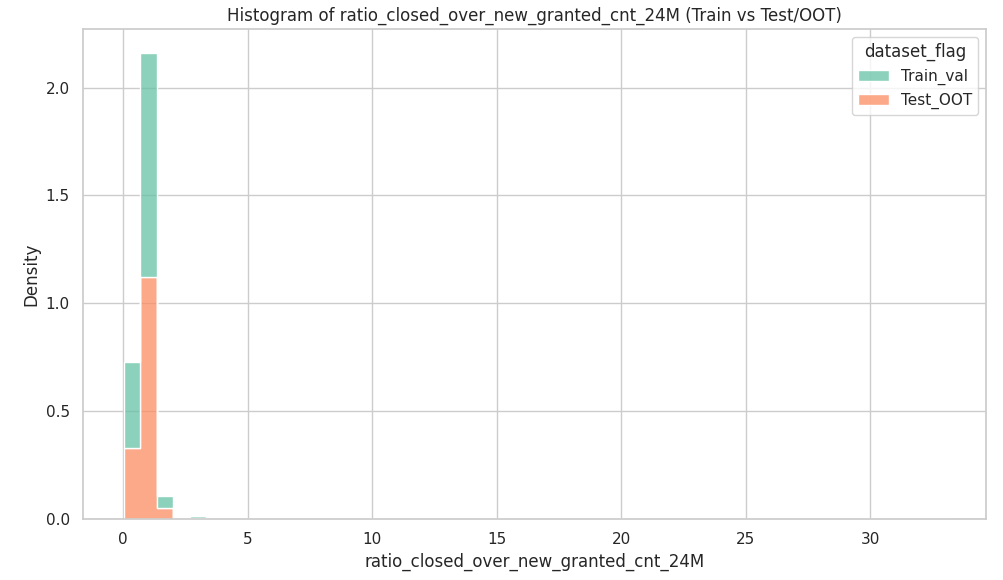 Histogram of ratio_closed_over_new_granted_cnt_24M (Train vs Test/OOT)
dataset_flag
Train_val
Test_OOT
Density
2.0
1.5
1.0
0.5
0.0
0 5 10 15 20 25 30
ratio_closed_over_new_granted_cnt_24M